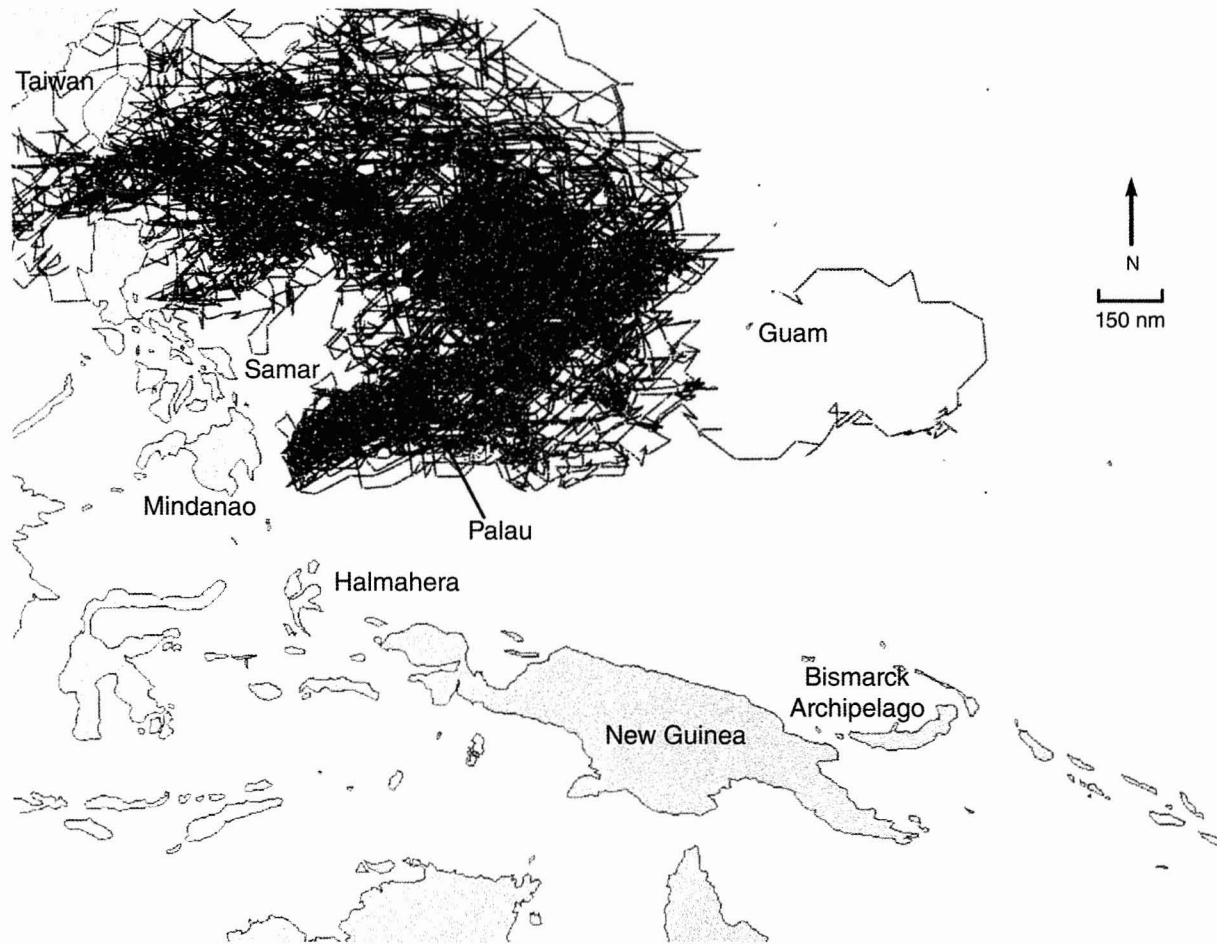 Taiwan
N
150 nm
Guam
Samar
Mindanao
Palau
Halmahera
Bismarck
Archipelago
New Guinea